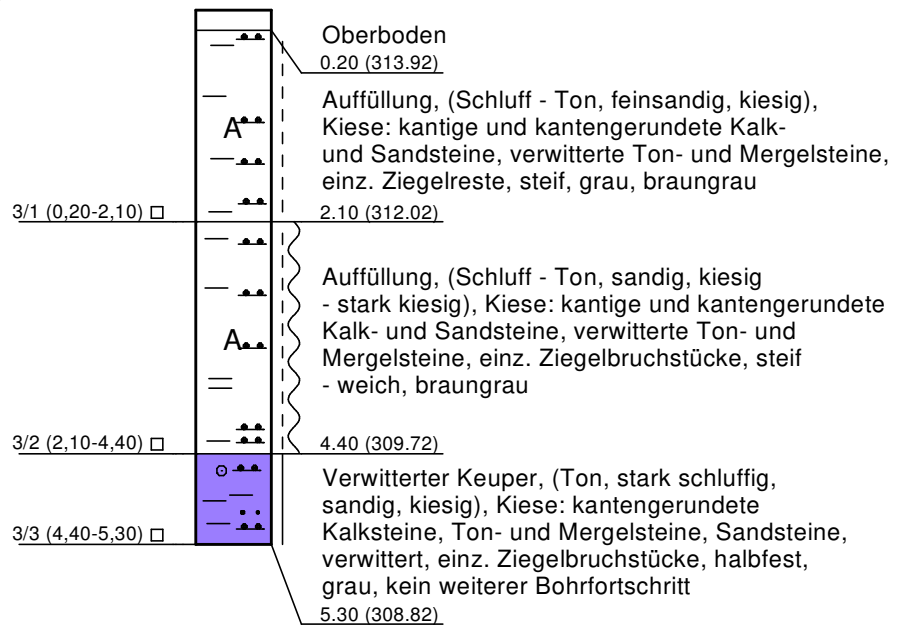 Oberboden
0.20 (313.92)
Auffüllung, (Schluff - Ton, feinsandig, kiesig),
Kiese: kantige und kantengerundete Kalk-
und Sandsteine, verwitterte Ton- und Mergelsteine,
einz. Ziegelreste, steif, grau, braungrau
A
3/1 (0,20-2,10)
2.10 (312.02)
Auffüllung, (Schluff - Ton, sandig, kiesig
- stark kiesig), Kiese: kantige und kantengerundete
Kalk- und Sandsteine, verwitterte Ton- und
Mergelsteine, einz. Ziegelbruchstücke, steif
- weich, braungrau
A
3/2 (2,10-4,40)
4.40 (309.72)
Verwitterter Keuper, (Ton, stark schluffig,
sandig, kiesig), Kiese: kantengerundete
Kalksteine, Ton- und Mergelsteine, Sandsteine,
verwittert, einz. Ziegelbruchstücke, halbfest,
grau, kein weiterer Bohrfortschritt
3/3 (4,40-5,30)
5.30 (308.82)